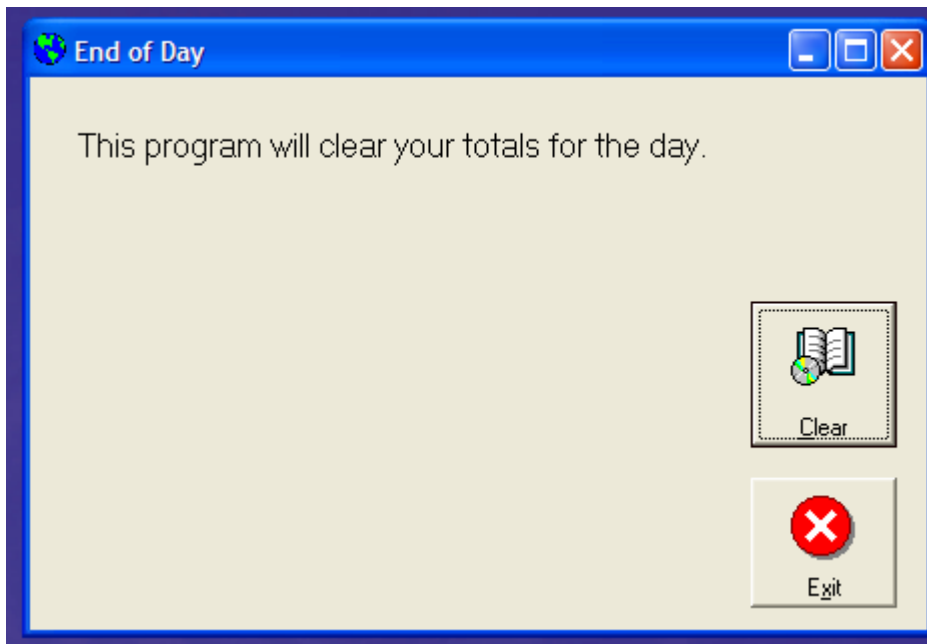 End of Day
This program will clear your totals for the day.
Clear
Exit